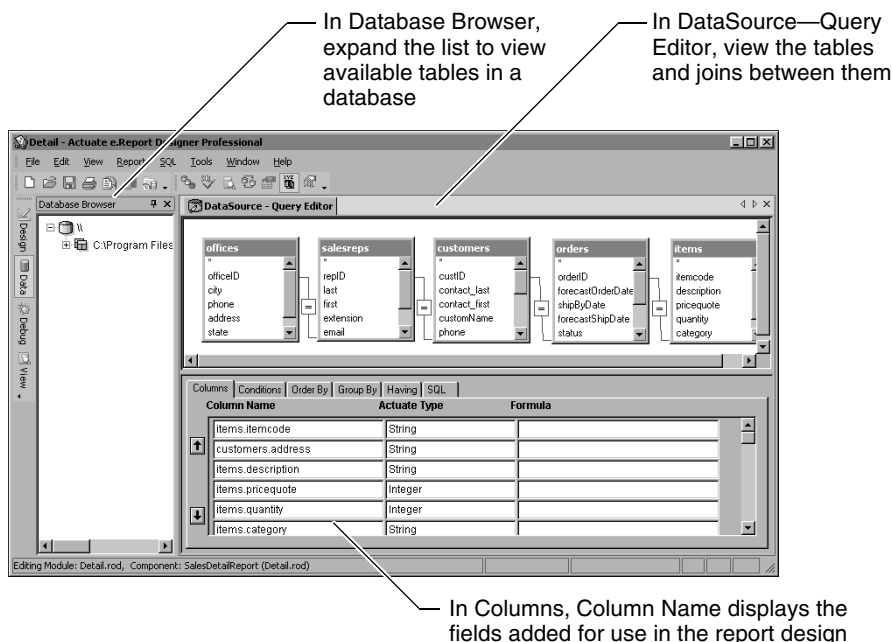 In Database Browser,
expand the list to view
available tables in a
database
In DataSource—Query
Editor, view the tables
and joins between them
Detail - Actuate e.Report Designer Professional
File Edit View Report SQL Tools Window Help
Database Browser
DataSource - Query Editor
\\
C:\Program Files
Design
Data
Debug
View
offices
*
officeID
city
phone
address
state
=
salesreps
*
repID
last
first
extension
email
=
customers
*
custID
contact_last
contact_first
customName
phone
=
orders
*
orderID
forecastOrderDate
shipByDate
forecastShipDate
status
=
items
*
itemcode
description
pricequote
quantity
category
Columns Conditions Order By Group By Having SQL
Column Name Actuate Type Formula
items.itemcode String
customers.address String
items.description String
items.pricequote Integer
items.quantity Integer
items.category String
Editing Module: Detail.rod, Component: SalesDetailReport (Detail.rod)
In Columns, Column Name displays the
fields added for use in the report design